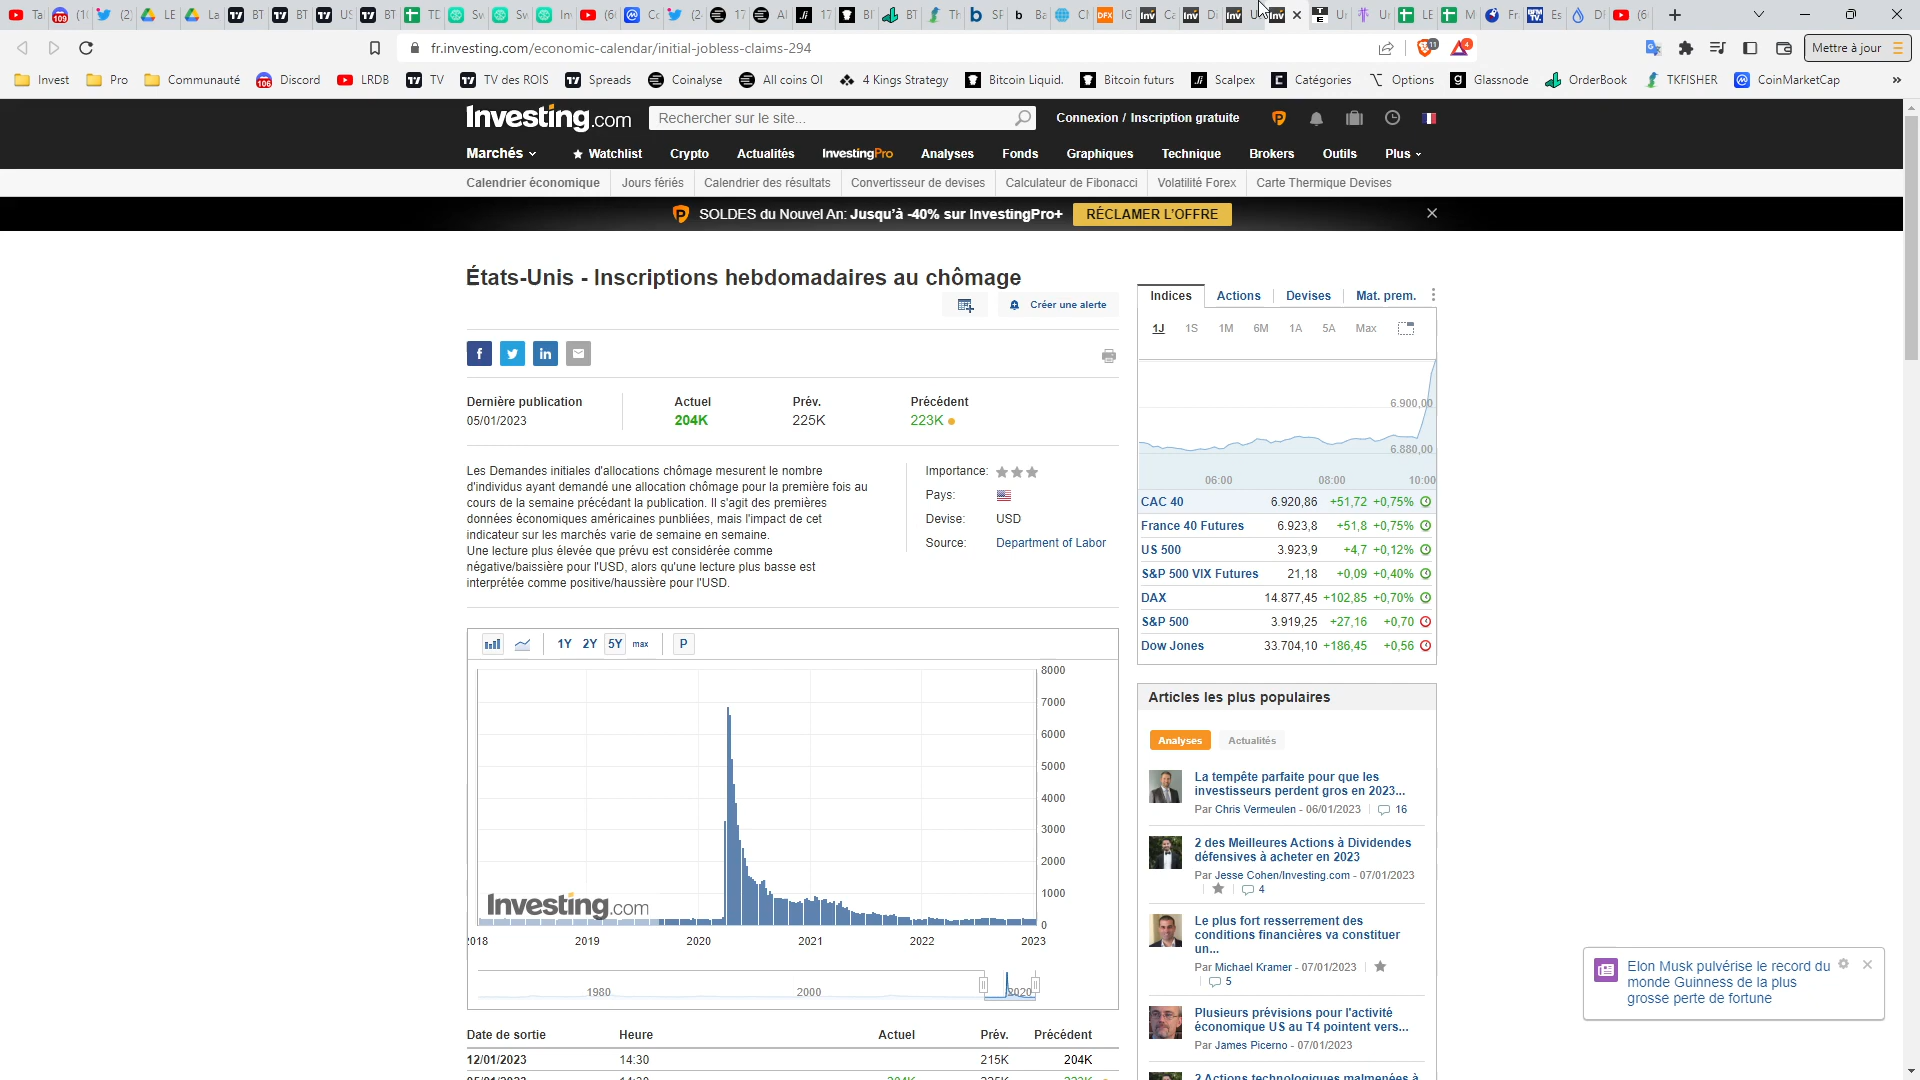 fr.investing.com/economic-calendar/initial-jobless-claims-294
Mettre à jour
Invest
Pro
Communauté
Discord
LRDB
TV
TV des ROIS
Spreads
Coinalyse
All coins OI
4 Kings Strategy
Bitcoin Liquid.
Bitcoin futurs
Scalpex
Catégories
Options
Glassnode
OrderBook
TKFISHER
CoinMarketCap
Investing.com
Rechercher sur le site...
Connexion / Inscription gratuite
Marchés
Watchlist
Crypto
Actualités
InvestingPro
Analyses
Fonds
Graphiques
Technique
Brokers
Outils
Plus
Calendrier économique
Jours fériés
Calendrier des résultats
Convertisseur de devises
Calculateur de Fibonacci
Volatilité Forex
Carte Thermique Devises
SOLDES du Nouvel An: Jusqu'à -40% sur InvestingPro+
RÉCLAMER L'OFFRE
États-Unis - Inscriptions hebdomadaires au chômage
Créer une alerte
Dernière publication
05/01/2023
Actuel
204K
Prév.
225K
Précédent
223K
Les Demandes initiales d'allocations chômage mesurent le nombre
d'individus ayant demandé une allocation chômage pour la première fois au
cours de la semaine précédant la publication. Il s'agit des premières
données économiques américaines punbliées, mais l'impact de cet
indicateur sur les marchés varie de semaine en semaine.
Une lecture plus élevée que prévu est considérée comme
négative/baissière pour l'USD, alors qu'une lecture plus basse est
interprétée comme positive/haussière pour l'USD.
Importance:
Pays:
Devise: USD
Source: Department of Labor
1Y 2Y 5Y max P
8000
7000
6000
5000
4000
3000
2000
1000
0
Investing.com
2018 2019 2020 2021 2022 2023
1980 2000 2020
Date de sortie Heure Actuel Prév. Précédent
12/01/2023 14:30 215K 204K
05/01/2023 14:30 204K 225K 223K
Indices Actions Devises Mat. prem.
1J 1S 1M 6M 1A 5A Max
6.900,00
6.880,00
06:00 08:00 10:00
CAC 40 6.920,86 +51,72 +0,75%
France 40 Futures 6.923,8 +51,8 +0,75%
US 500 3.923,9 +4,7 +0,12%
S&P 500 VIX Futures 21,18 +0,09 +0,40%
DAX 14.877,45 +102,85 +0,70%
S&P 500 3.919,25 +27,16 +0,70
Dow Jones 33.704,10 +186,45 +0,56
Articles les plus populaires
Analyses Actualités
La tempête parfaite pour que les
investisseurs perdent gros en 2023...
Par Chris Vermeulen - 06/01/2023 16
2 des Meilleures Actions à Dividendes
défensives à acheter en 2023
Par Jesse Cohen/Investing.com - 07/01/2023
4
Le plus fort resserrement des
conditions financières va constituer
un...
Par Michael Kramer - 07/01/2023
5
Plusieurs prévisions pour l'activité
économique US au T4 pointent vers...
Par James Picerno - 07/01/2023
2 Actions technologiques malmenées à
Elon Musk pulvérise le record du
monde Guinness de la plus
grosse perte de fortune